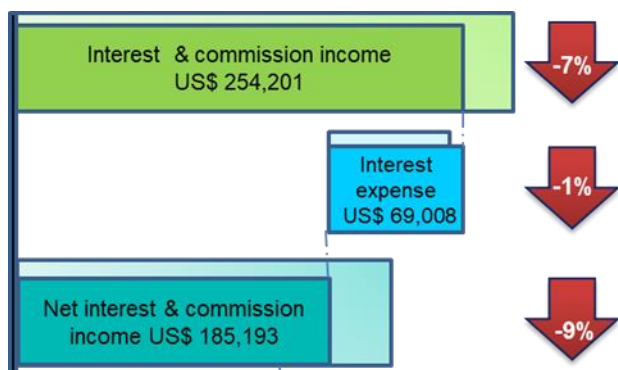 Interest & commission income
US$ 254,201
-7%
Interest
expense
US$ 69,008
-1%
Net interest & commission
income US$ 185,193
-9%